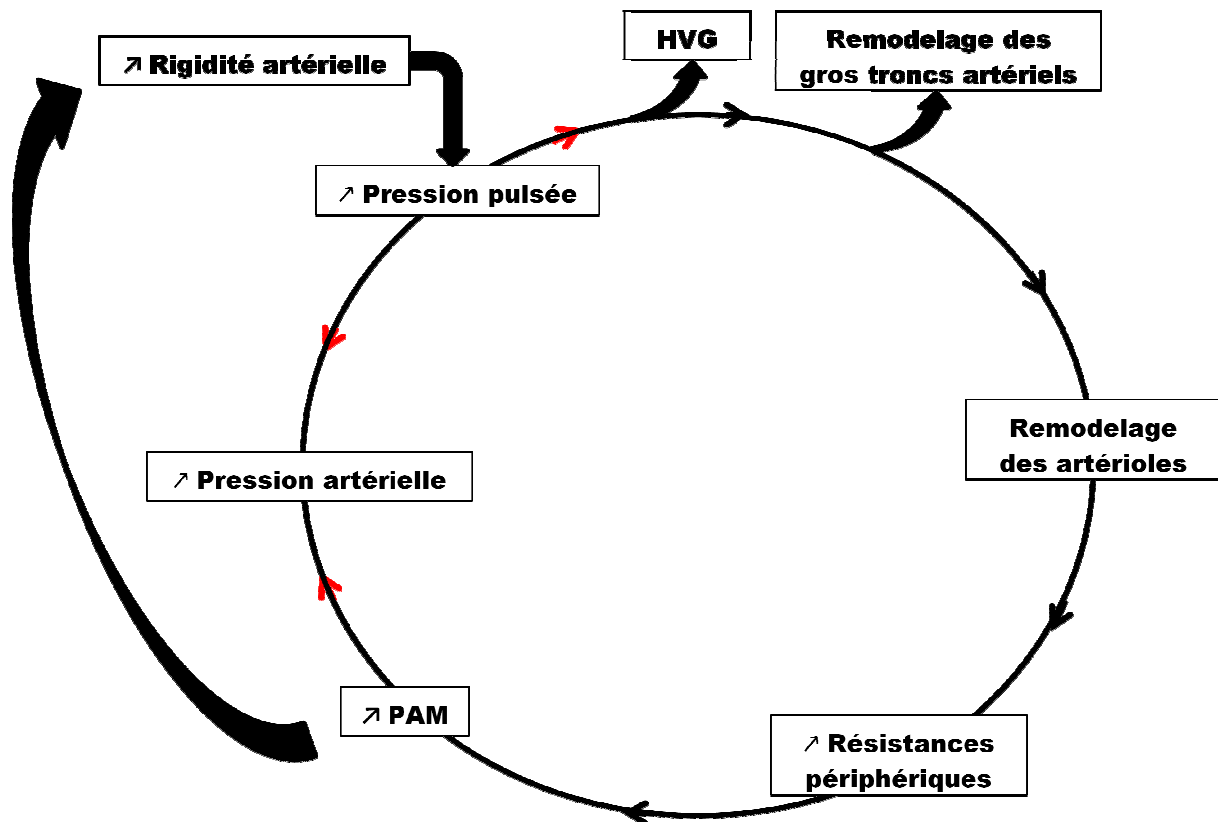 HVG
Remodelage des
gros troncs artériels
↗ Rigidité artérielle
↗ Pression pulsée
Remodelage
des artérioles
↗ Pression artérielle
↗ PAM
↗ Résistances
périphériques